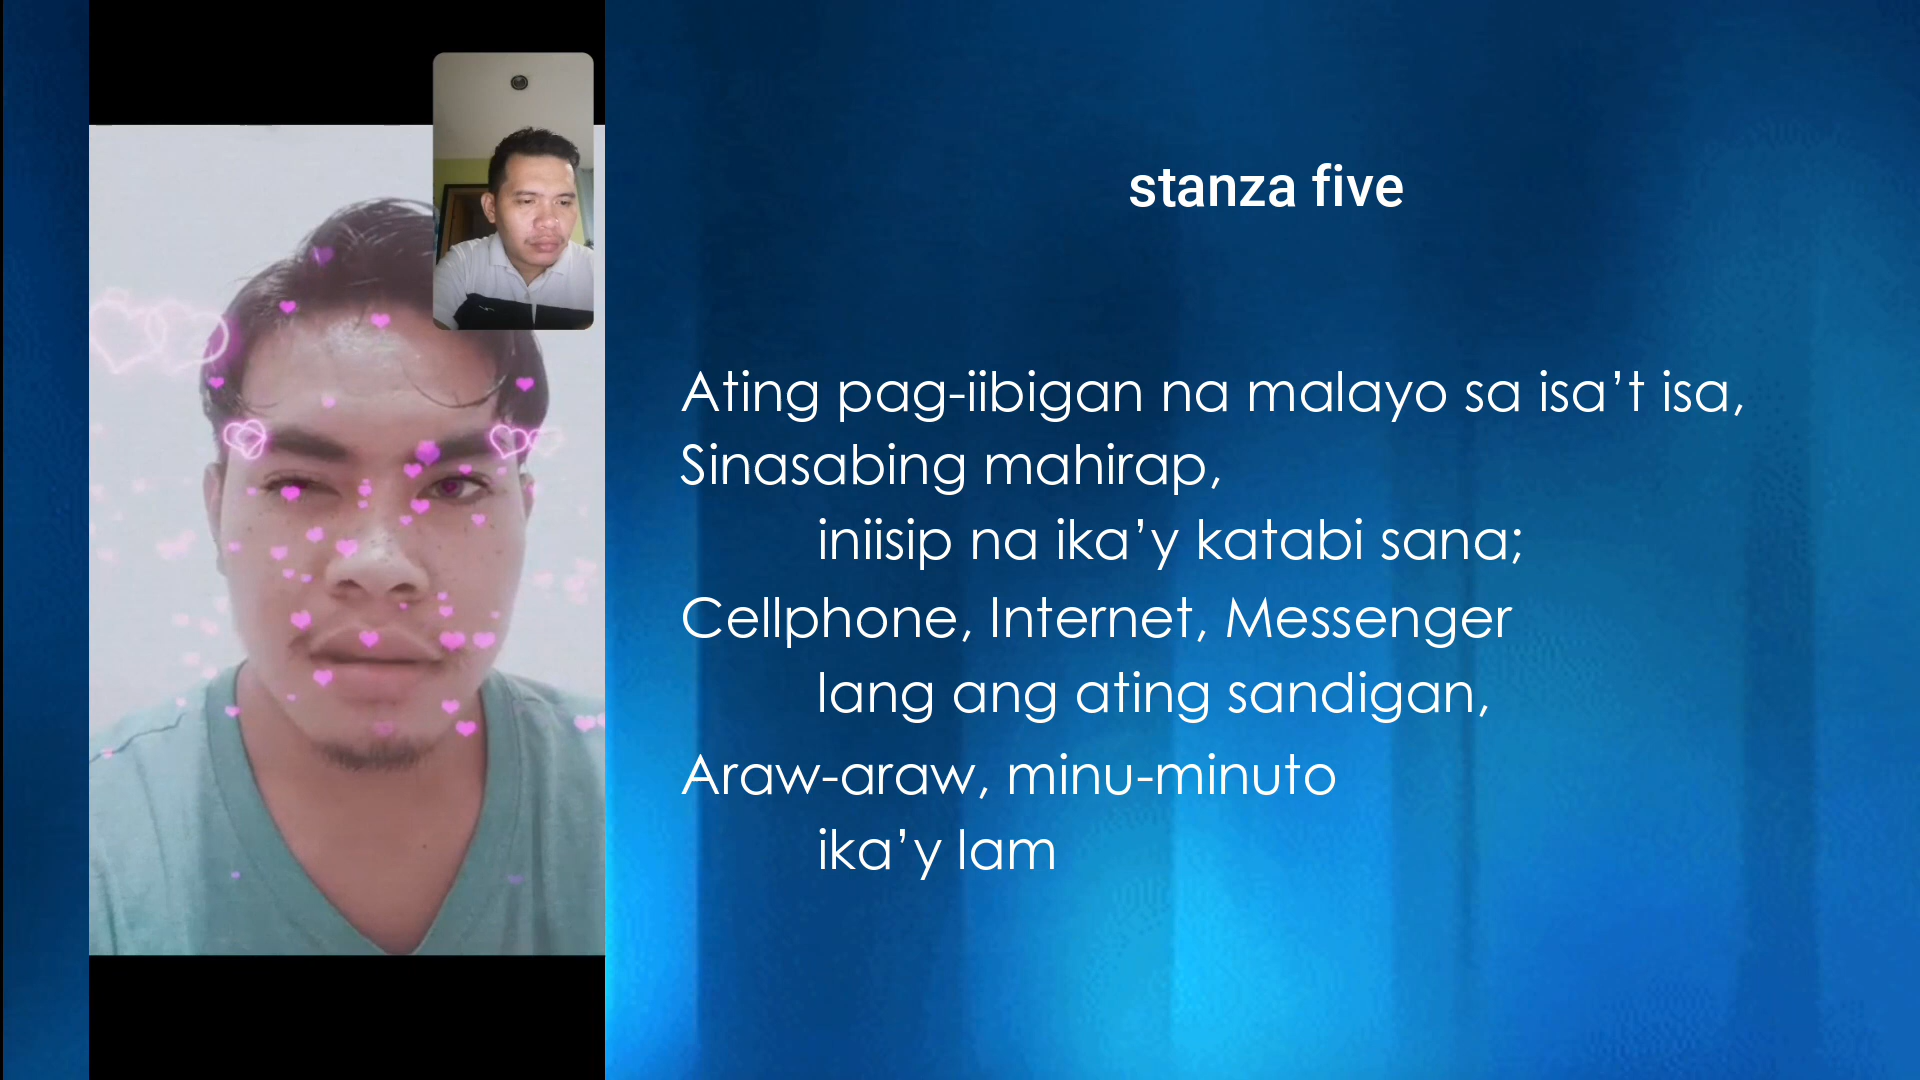 stanza five
Ating pag-iibigan na malayo sa isa’t isa,
Sinasabing mahirap,
iniisip na ika’y katabi sana;
Cellphone, Internet, Messenger
lang ang ating sandigan,
Araw-araw, minu-minuto
ika’y lam